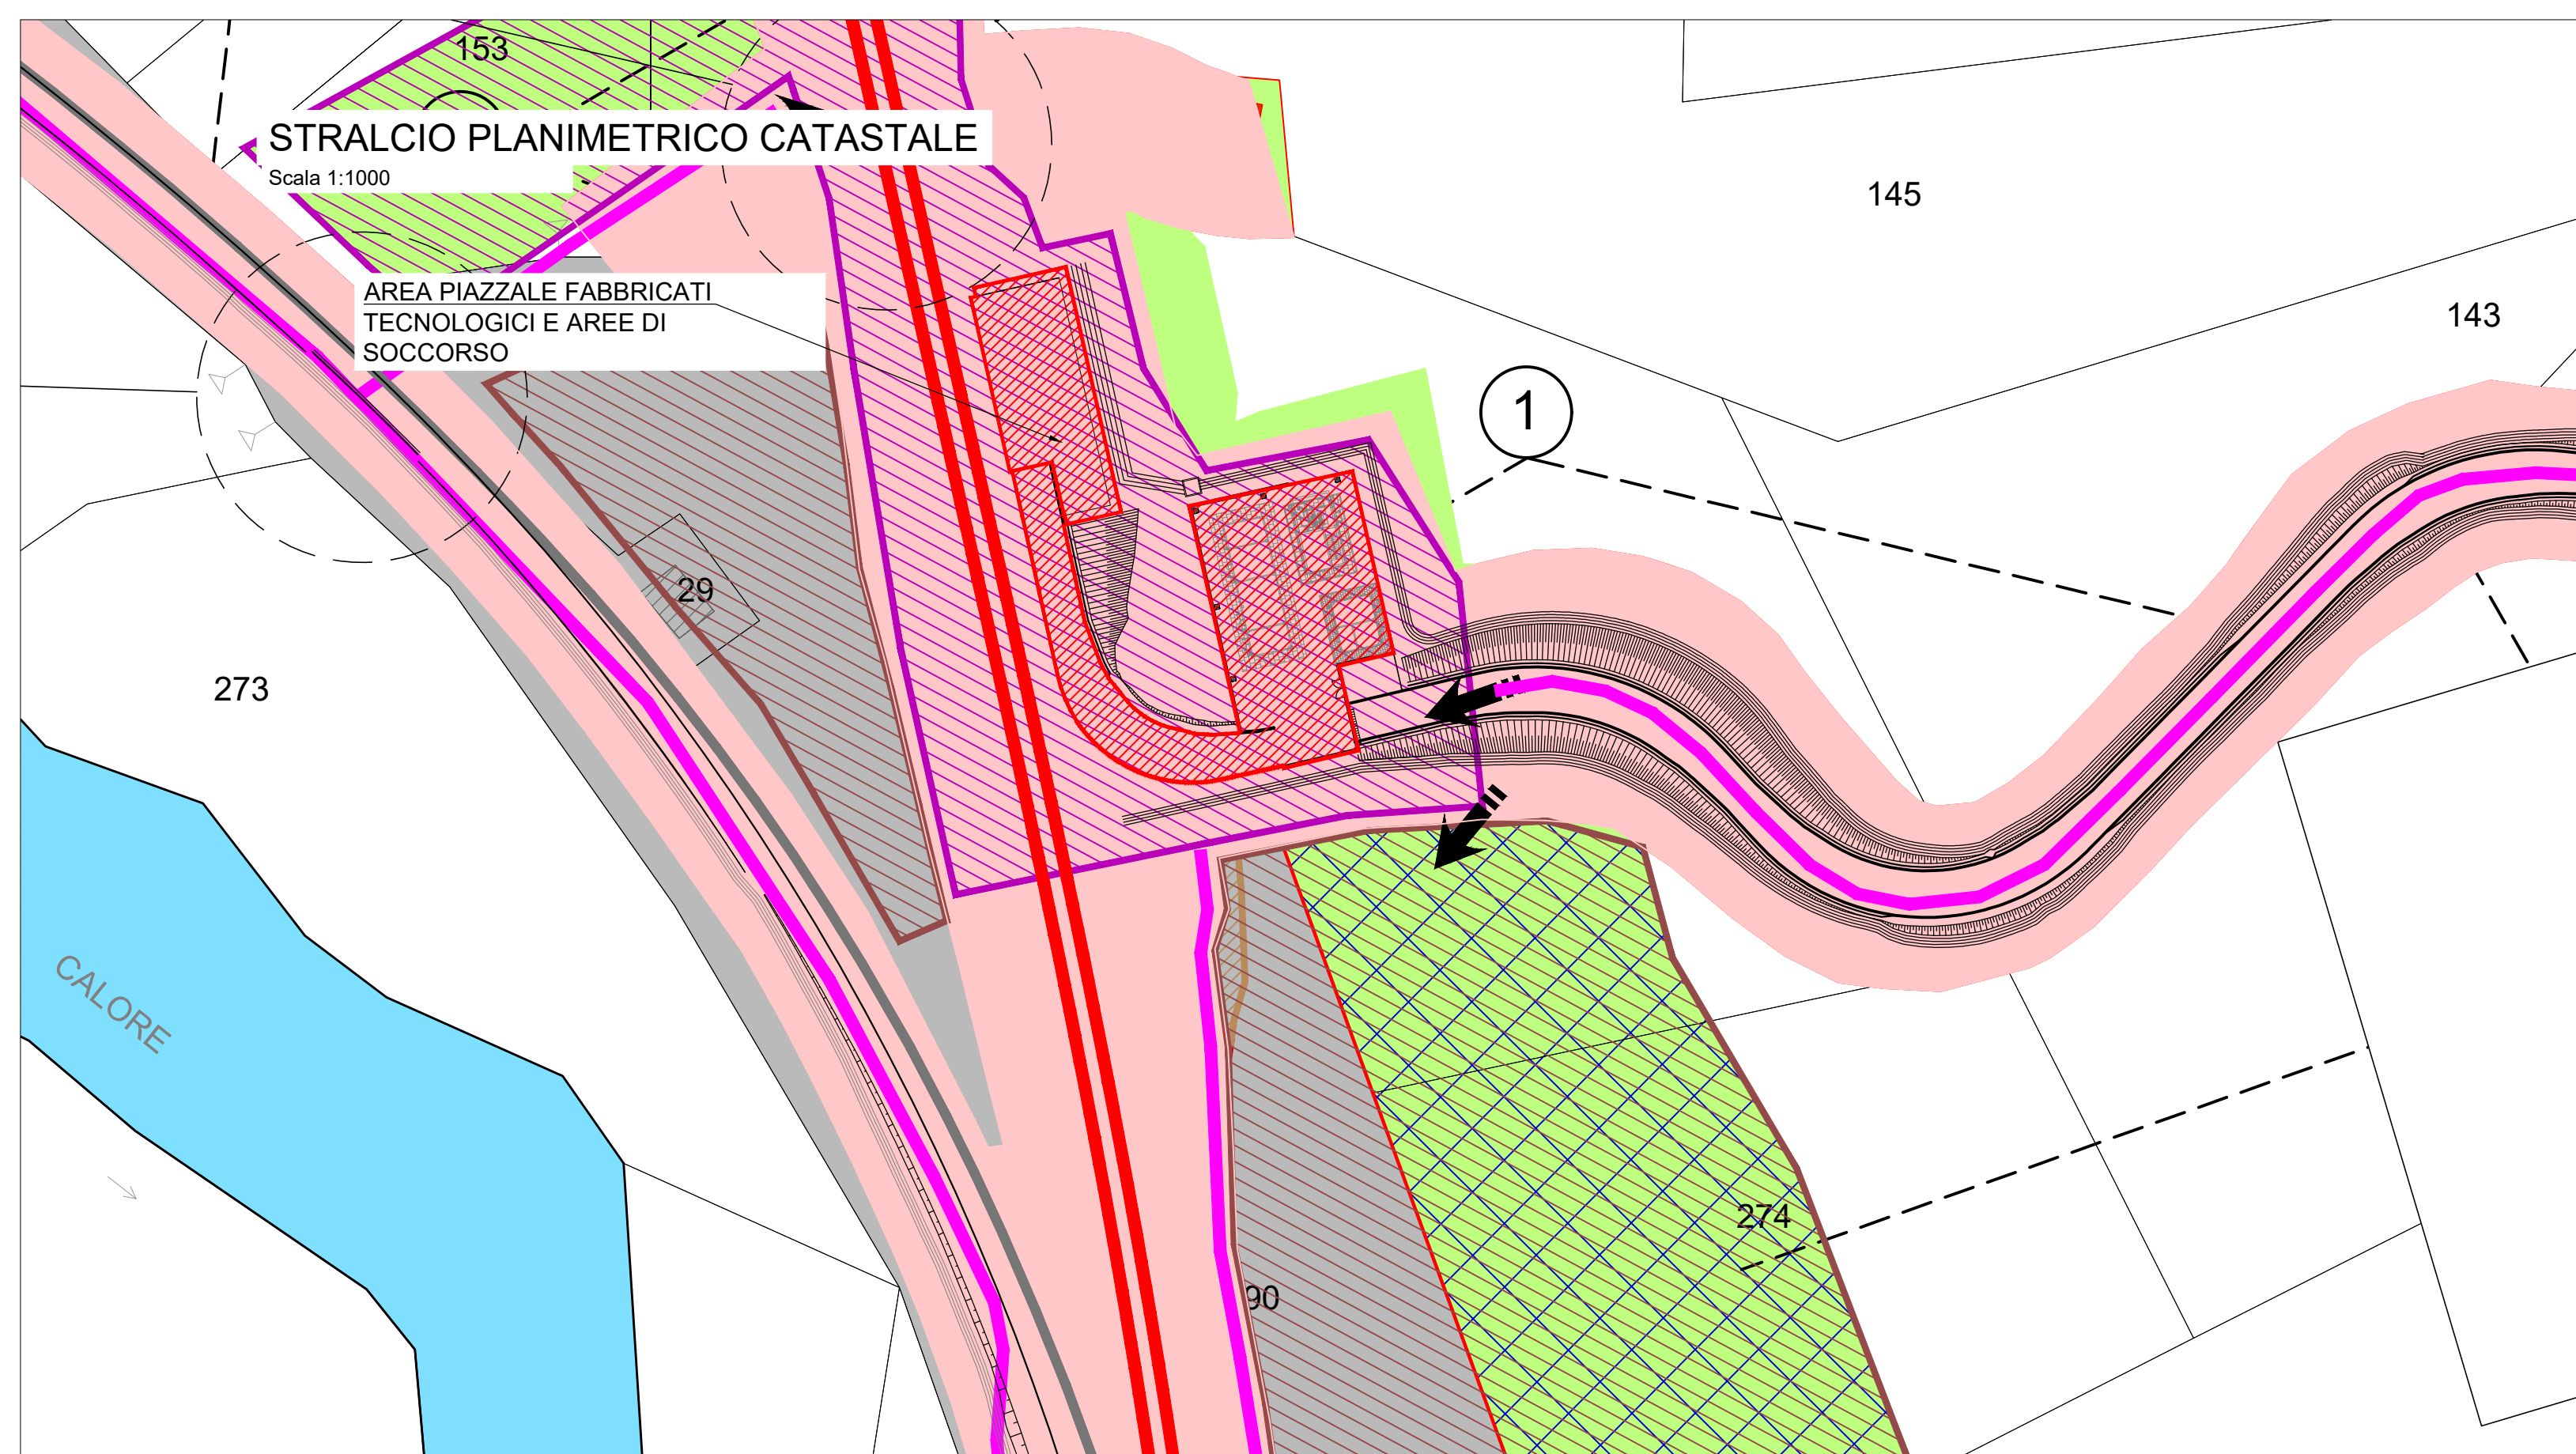 153
STRALCIO PLANIMETRICO CATASTALE
Scala 1:1000
145
AREA PIAZZALE FABBRICATI
TECNOLOGICI E AREE DI
SOCCORSO
143
1
29
273
CALORE
274
90